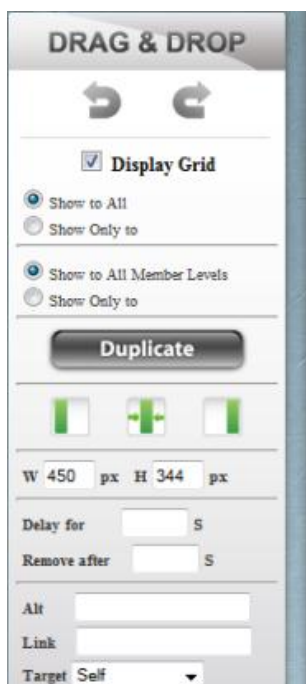 DRAG & DROP
Display Grid
Show to All
Show Only to
Show to All Member Levels
Show Only to
Duplicate
W 450 px H 344 px
Delay for S
Remove after S
Alt
Link
Target Self